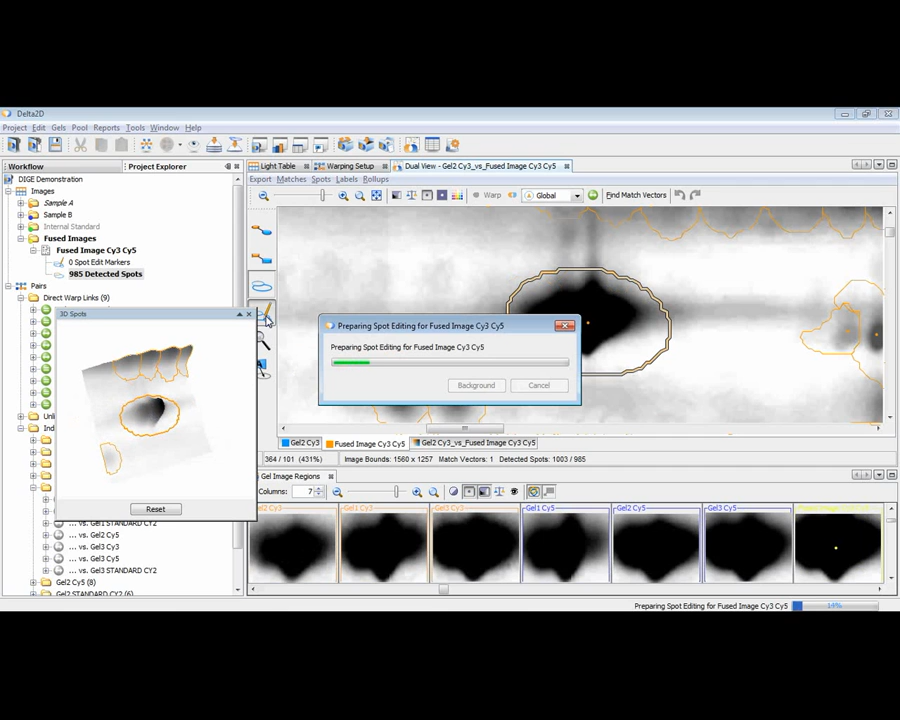 Delta2D
Project Edit Gels Pool Reports Tools Window Help
Workflow Project Explorer
Light Table Warping Setup Dual View - Gel2 Cy3_vs_Fused Image Cy3 Cy5
DIGE Demonstration
Export Matches Spots Labels Rollups
Images
Sample A
Warp Global Find Match Vectors
Sample B
Internal Standard
Fused Images
Fused Image Cy3 Cy5
0 Spot Edit Markers
985 Detected Spots
Pairs
Direct Warp Links (9)
3D Spots
Preparing Spot Editing for Fused Image Cy3 Cy5
Preparing Spot Editing for Fused Image Cy3 Cy5
Background Cancel
Gel2 Cy3 Fused Image Cy3 Cy5 Gel2 Cy3_vs_Fused Image Cy3 Cy5
364 / 101 (431%) Image Bounds: 1560 x 1257 Match Vectors: 1 Detected Spots: 1003 / 985
Gel Image Regions
Columns: 7
Reset
Gel1 Cy5 Gel2 Cy5 Gel3 Cy5
... vs. Gel1 STANDARD CY2
... vs. Gel2 Cy5
... vs. Gel3 Cy3
... vs. Gel3 Cy5
... vs. Gel3 STANDARD CY2
Gel2 Cy5 (8)
Gel2 STANDARD CY2 (6)
Preparing Spot Editing for Fused Image Cy3 Cy5 14%